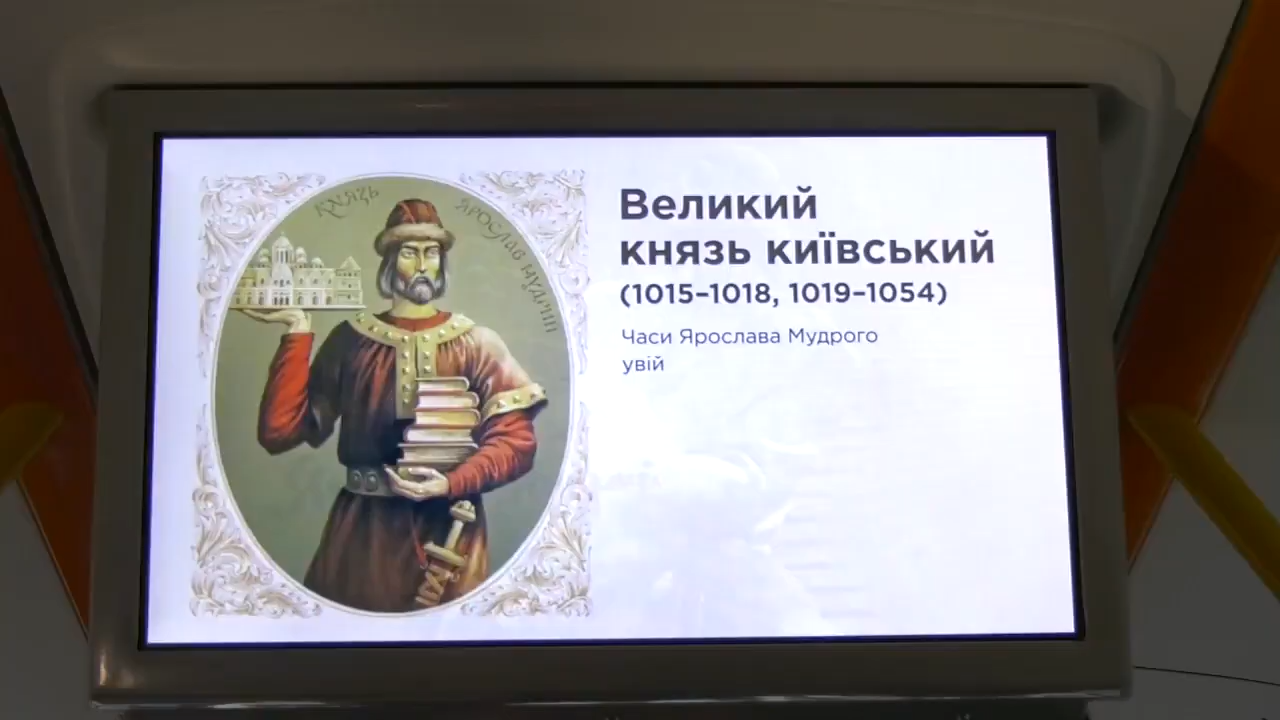 КНЯЗЬ
ЯРОСЛАВ МУДРИЙ
Великий
князь київський
(1015–1018, 1019–1054)
Часи Ярослава Мудрого
увій